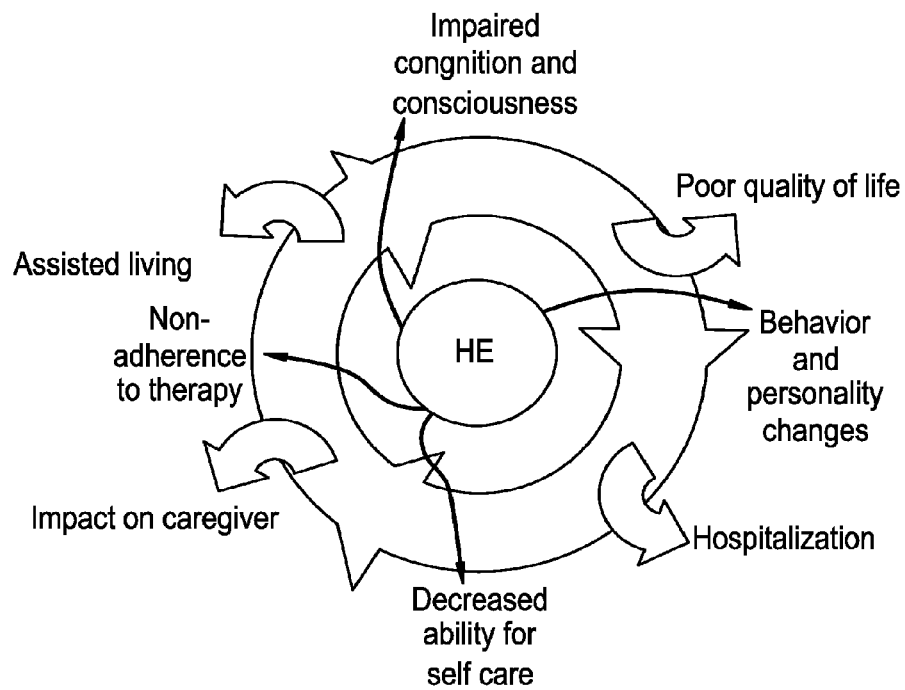 Impaired
congnition and
consciousness
Poor quality of life
Assisted living
Non-
adherence
to therapy
HE
Behavior
and
personality
changes
Impact on caregiver
Hospitalization
Decreased
ability for
self care